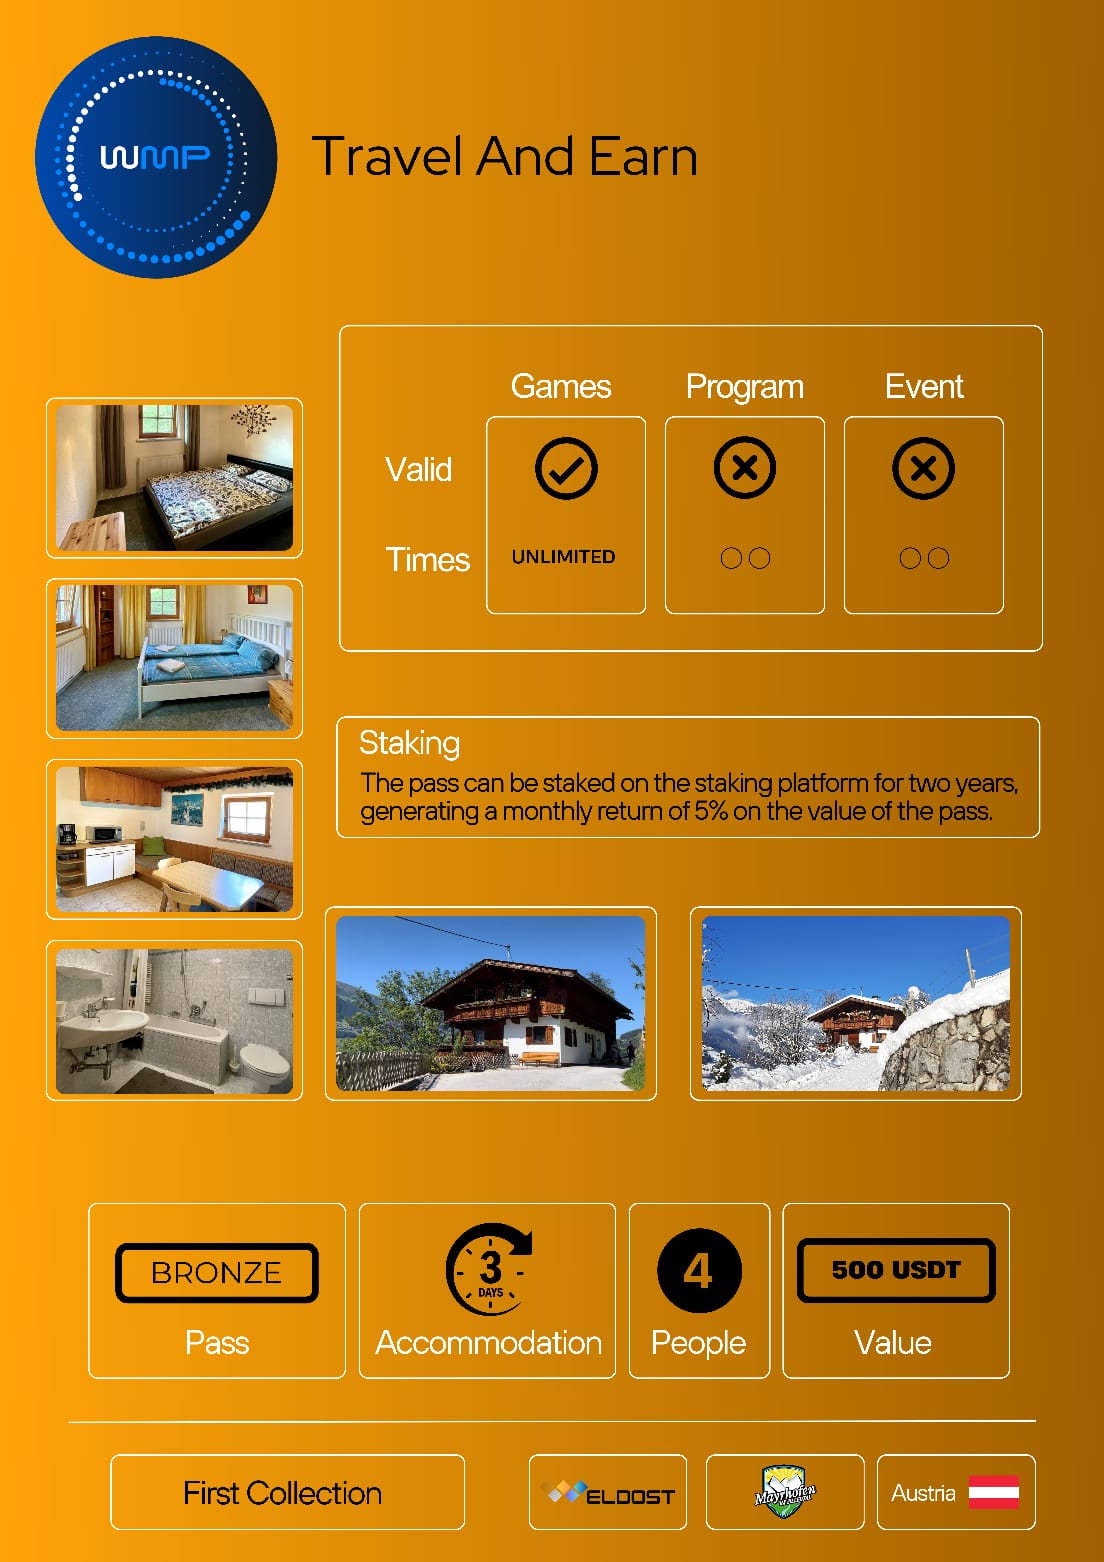 WMP
Travel And Earn
Games Program Event
Valid
Times UNLIMITED
Staking
The pass can be staked on the staking platform for two years,
generating a monthly return of 5% on the value of the pass.
BRONZE
Pass
3
DAYS
Accommodation
4
People
500 USDT
Value
First Collection
ELDOST
Mayrhofen
Austria